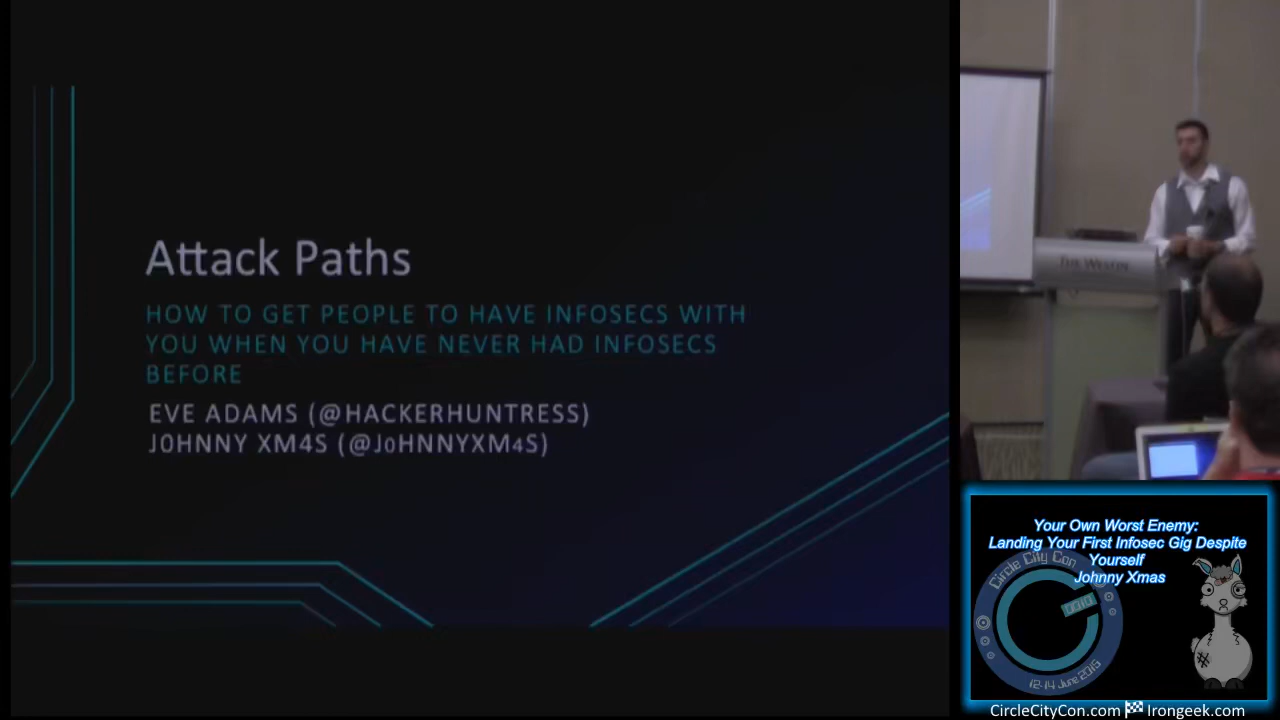 Attack Paths
HOW TO GET PEOPLE TO HAVE INFOSECS WITH
YOU WHEN YOU HAVE NEVER HAD INFOSECS
BEFORE
EVE ADAMS (@HACKERHUNTRESS)
J0HNNY XM4S (@J0HNNYXM4S)
THE WESTIN
Your Own Worst Enemy:
Landing Your First Infosec Gig Despite
Yourself
Johnny Xmas
Circle City Con
12-14 June 2015
CircleCityCon.com Irongeek.com